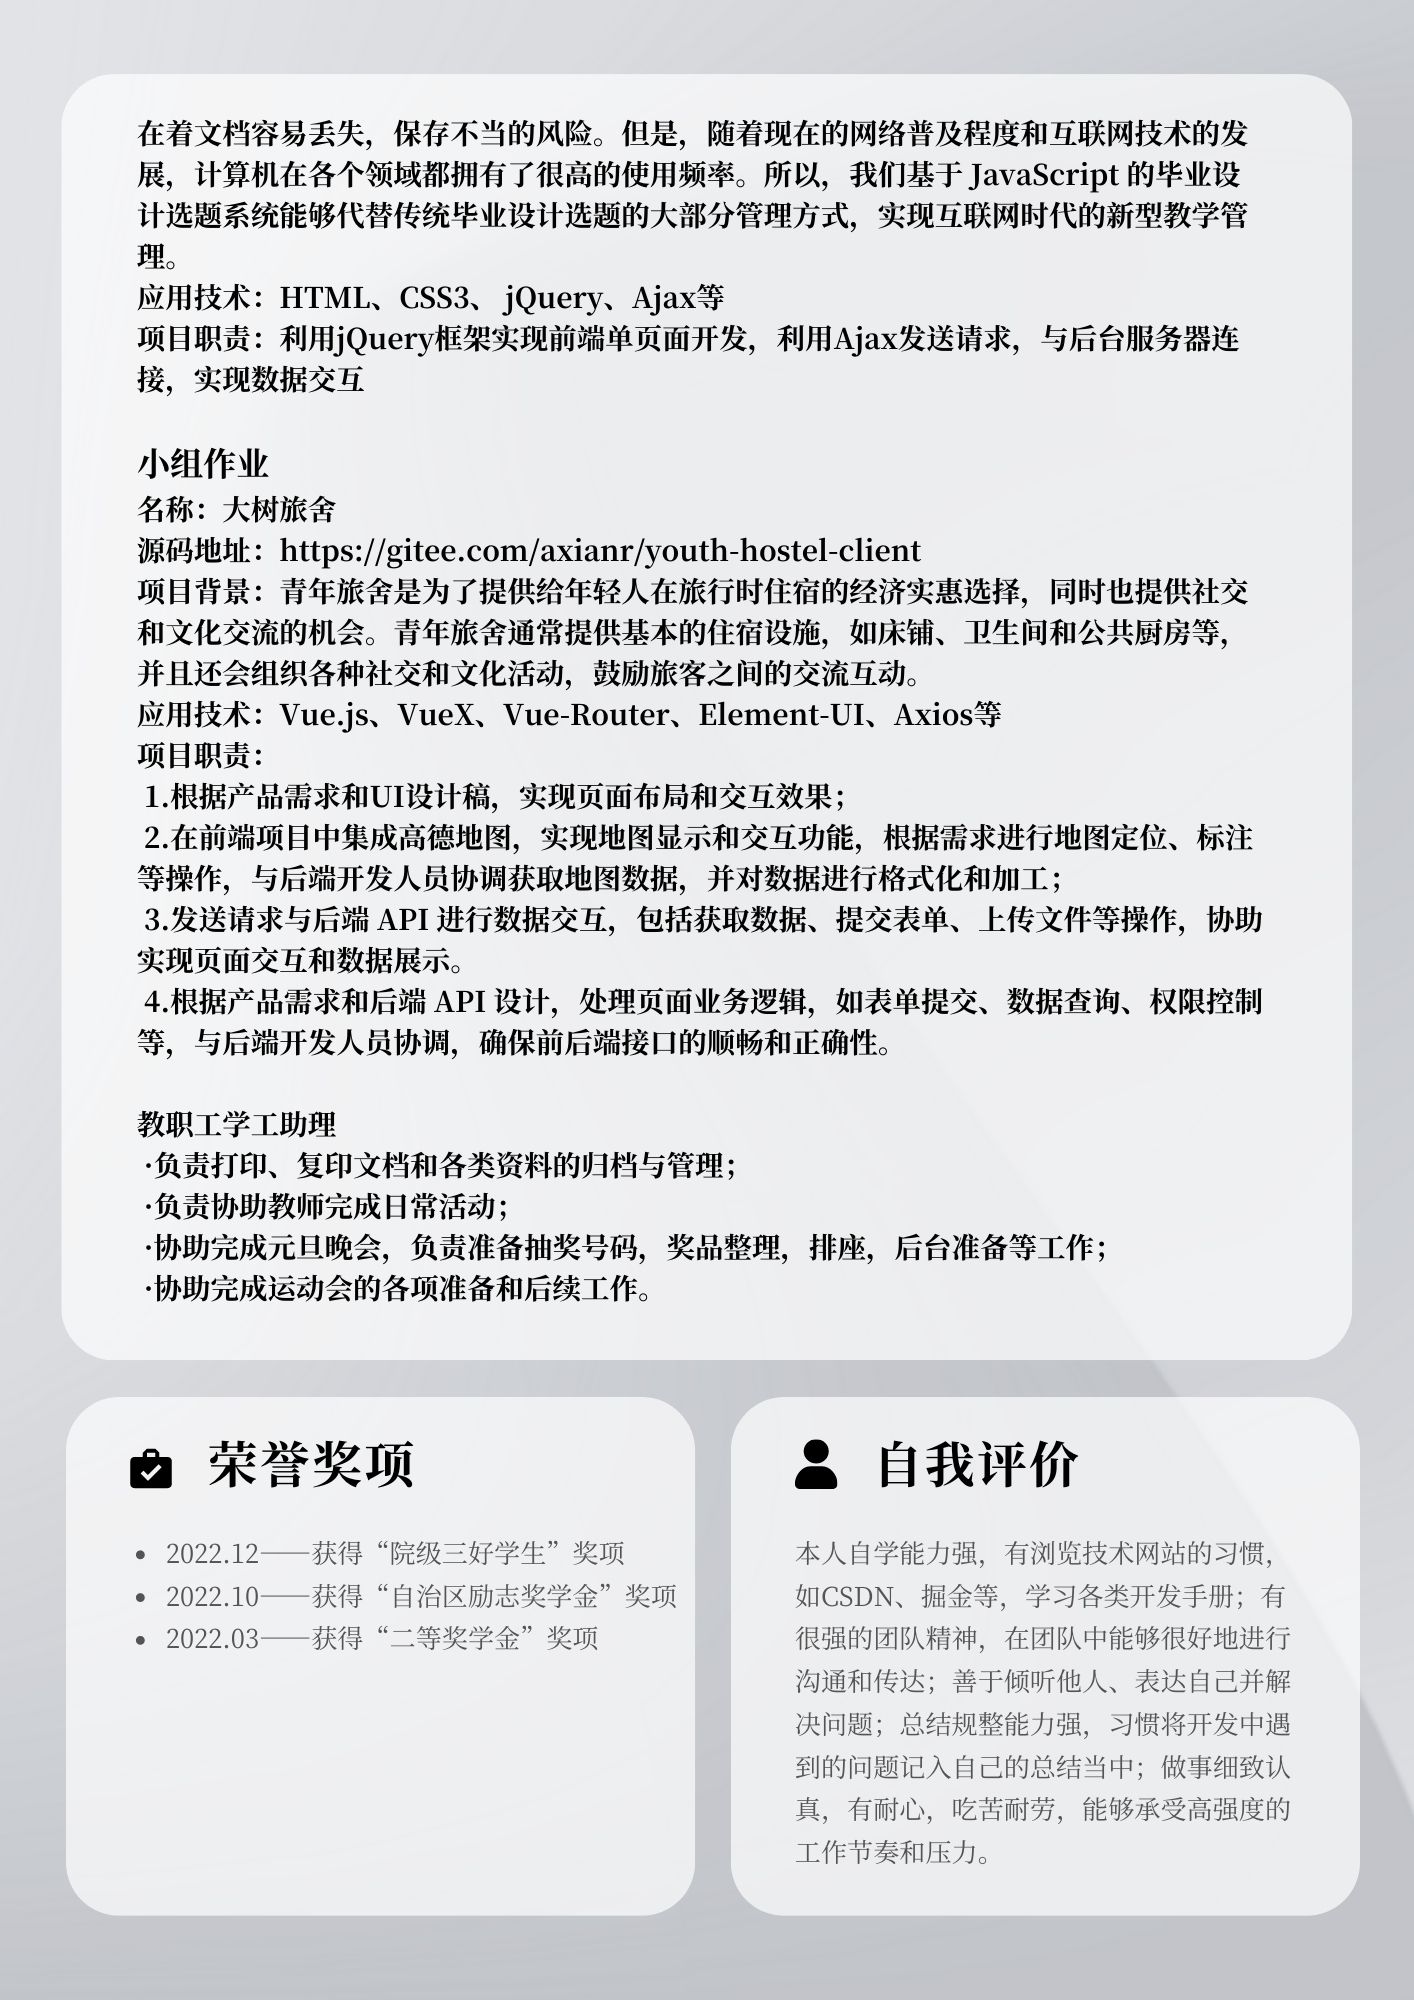 在着文档容易丢失，保存不当的风险。但是，随着现在的网络普及程度和互联网技术的发
展，计算机在各个领域都拥有了很高的使用频率。所以，我们基于 JavaScript 的毕业设
计选题系统能够代替传统毕业设计选题的大部分管理方式，实现互联网时代的新型教学管
理。
应用技术：HTML、CSS3、 jQuery、Ajax等
项目职责：利用jQuery框架实现前端单页面开发，利用Ajax发送请求，与后台服务器连
接，实现数据交互
小组作业
名称：大树旅舍
源码地址：https://gitee.com/axianr/youth-hostel-client
项目背景：青年旅舍是为了提供给年轻人在旅行时住宿的经济实惠选择，同时也提供社交
和文化交流的机会。青年旅舍通常提供基本的住宿设施，如床铺、卫生间和公共厨房等，
并且还会组织各种社交和文化活动，鼓励旅客之间的交流互动。
应用技术：Vue.js、VueX、Vue-Router、Element-UI、Axios等
项目职责：
1.根据产品需求和UI设计稿，实现页面布局和交互效果；
2.在前端项目中集成高德地图，实现地图显示和交互功能，根据需求进行地图定位、标注
等操作，与后端开发人员协调获取地图数据，并对数据进行格式化和加工；
3.发送请求与后端 API 进行数据交互，包括获取数据、提交表单、上传文件等操作，协助
实现页面交互和数据展示。
4.根据产品需求和后端 API 设计，处理页面业务逻辑，如表单提交、数据查询、权限控制
等，与后端开发人员协调，确保前后端接口的顺畅和正确性。
教职工学工助理
·负责打印、复印文档和各类资料的归档与管理；
·负责协助教师完成日常活动；
·协助完成元旦晚会，负责准备抽奖号码，奖品整理，排座，后台准备等工作；
·协助完成运动会的各项准备和后续工作。
荣誉奖项
• 2022.12——获得“院级三好学生”奖项
• 2022.10——获得“自治区励志奖学金”奖项
• 2022.03——获得“二等奖学金”奖项
自我评价
本人自学能力强，有浏览技术网站的习惯，
如CSDN、掘金等，学习各类开发手册；有
很强的团队精神，在团队中能够很好地进行
沟通和传达；善于倾听他人、表达自己并解
决问题；总结规整能力强，习惯将开发中遇
到的问题记入自己的总结当中；做事细致认
真，有耐心，吃苦耐劳，能够承受高强度的
工作节奏和压力。